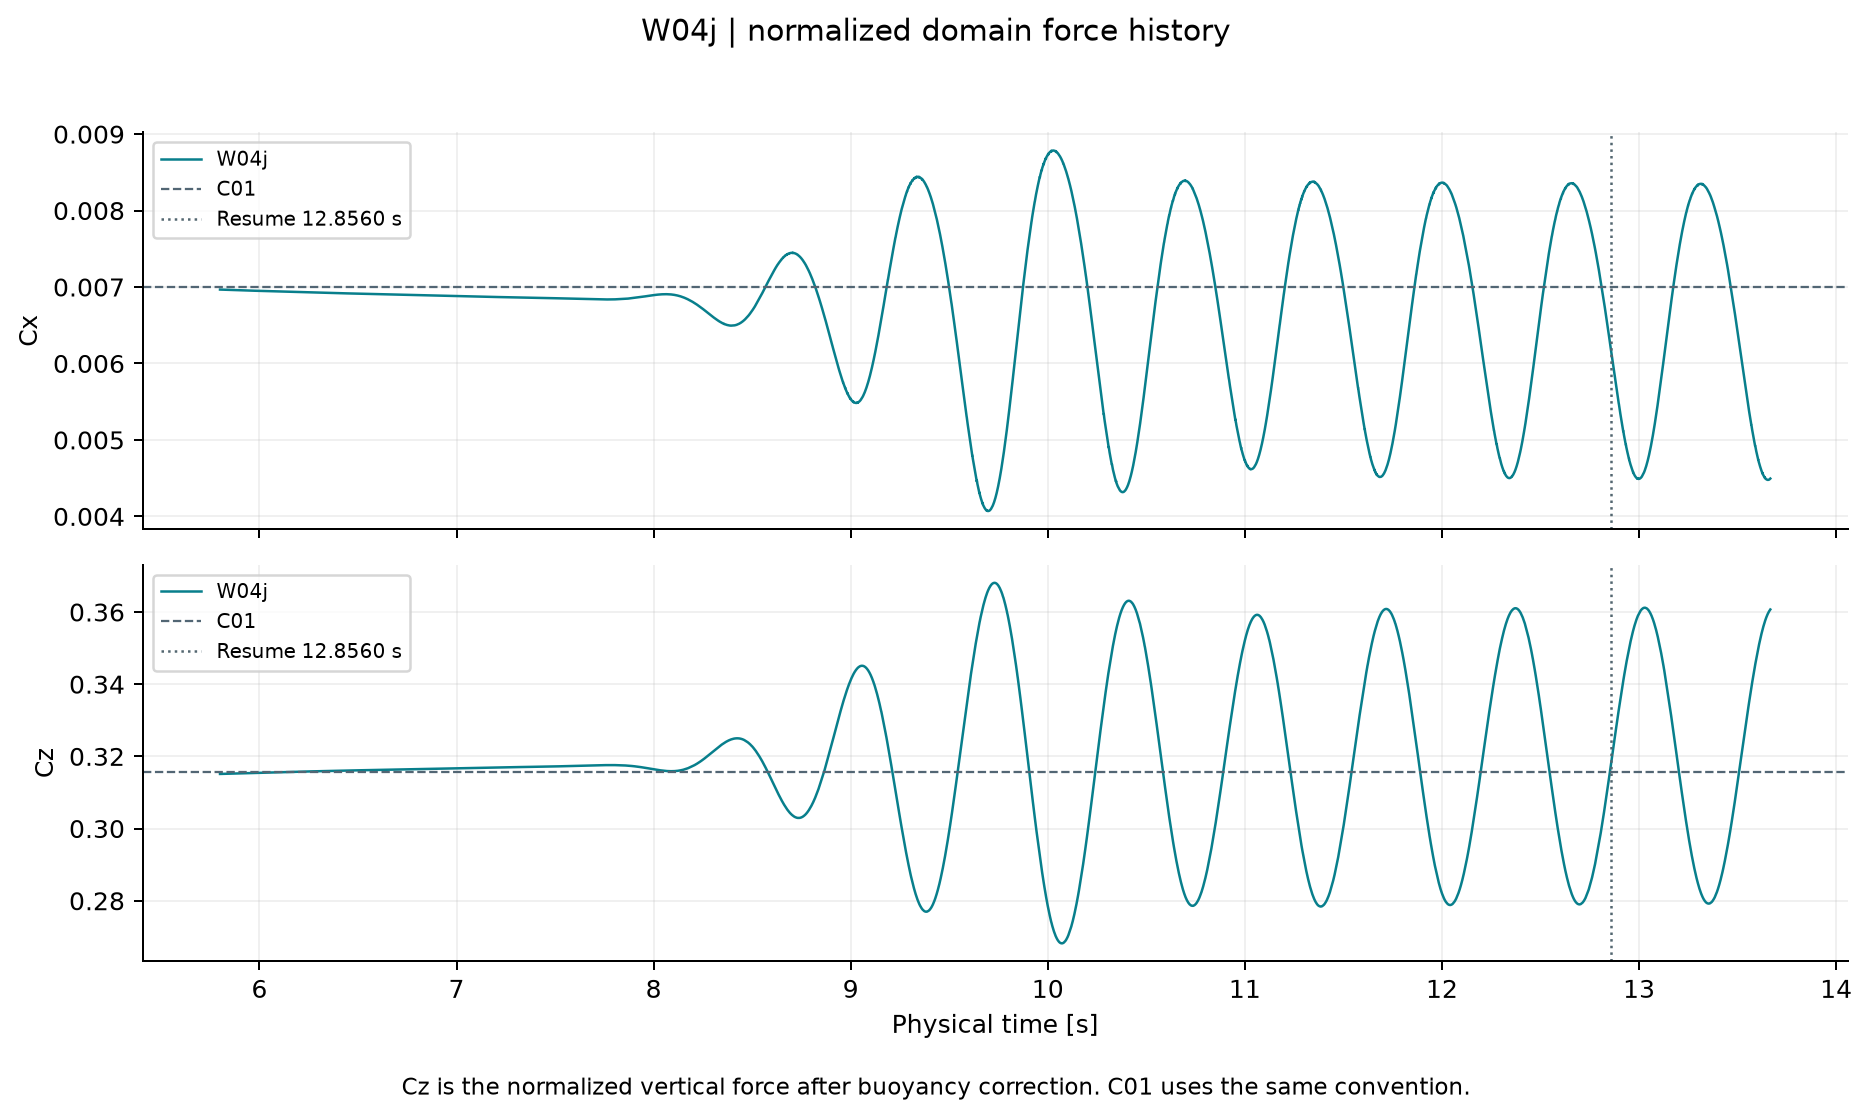 W04j | normalized domain force history
0.009
0.008
0.007
0.006
0.005
0.004
Cx
W04j
C01
Resume 12.8560 s
0.36
0.34
0.32
0.30
0.28
Cz
W04j
C01
Resume 12.8560 s
6 7 8 9 10 11 12 13 14
Physical time [s]
Cz is the normalized vertical force after buoyancy correction. C01 uses the same convention.